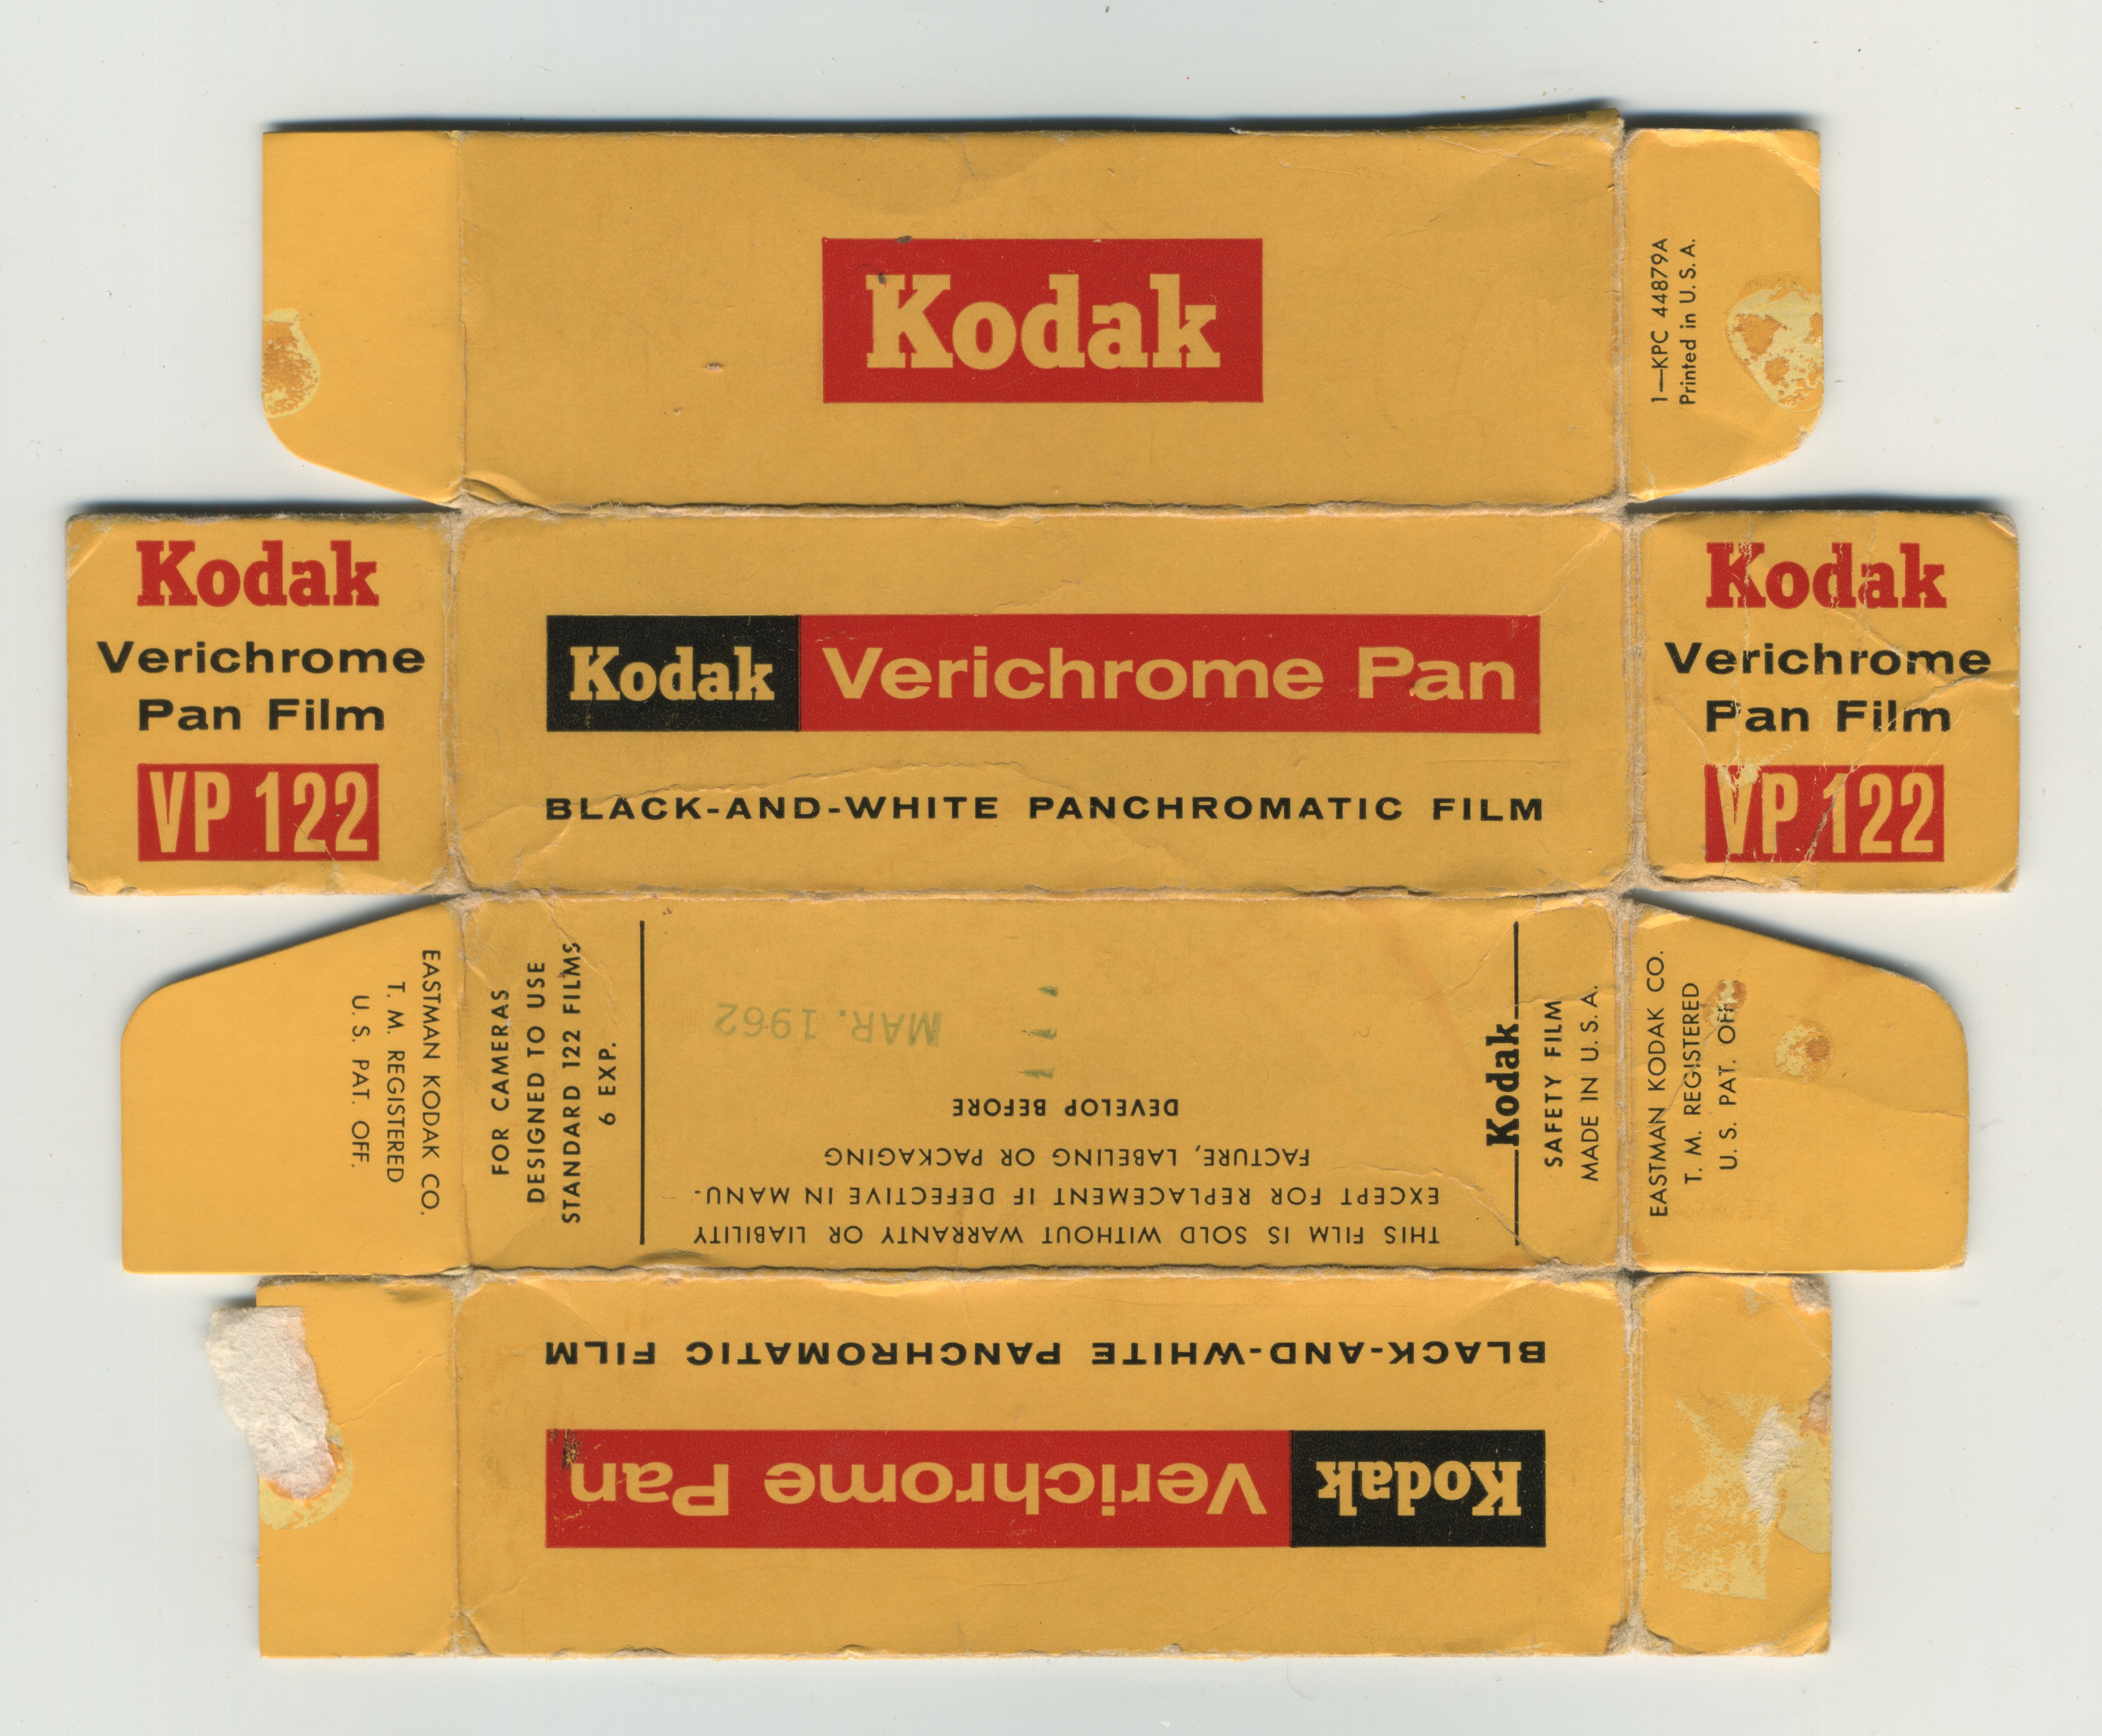 Kodak
1—KPC 44879A
Printed in U. S. A.
Kodak
Verichrome
Pan Film
VP 122
Kodak Verichrome Pan
BLACK-AND-WHITE PANCHROMATIC FILM
Kodak
Verichrome
Pan Film
VP 122
EASTMAN KODAK CO.
T. M. REGISTERED
U. S. PAT. OFF.
FOR CAMERAS
DESIGNED TO USE
STANDARD 122 FILMS
6 EXP.
THIS FILM IS SOLD WITHOUT WARRANTY OR LIABILITY
EXCEPT FOR REPLACEMENT IF DEFECTIVE IN MANU-
FACTURE, LABELING OR PACKAGING
DEVELOP BEFORE
MAR. 1962
Kodak
SAFETY FILM
MADE IN U. S. A.
EASTMAN KODAK CO.
T. M. REGISTERED
U. S. PAT. OFF.
Kodak Verichrome Pan
BLACK-AND-WHITE PANCHROMATIC FILM